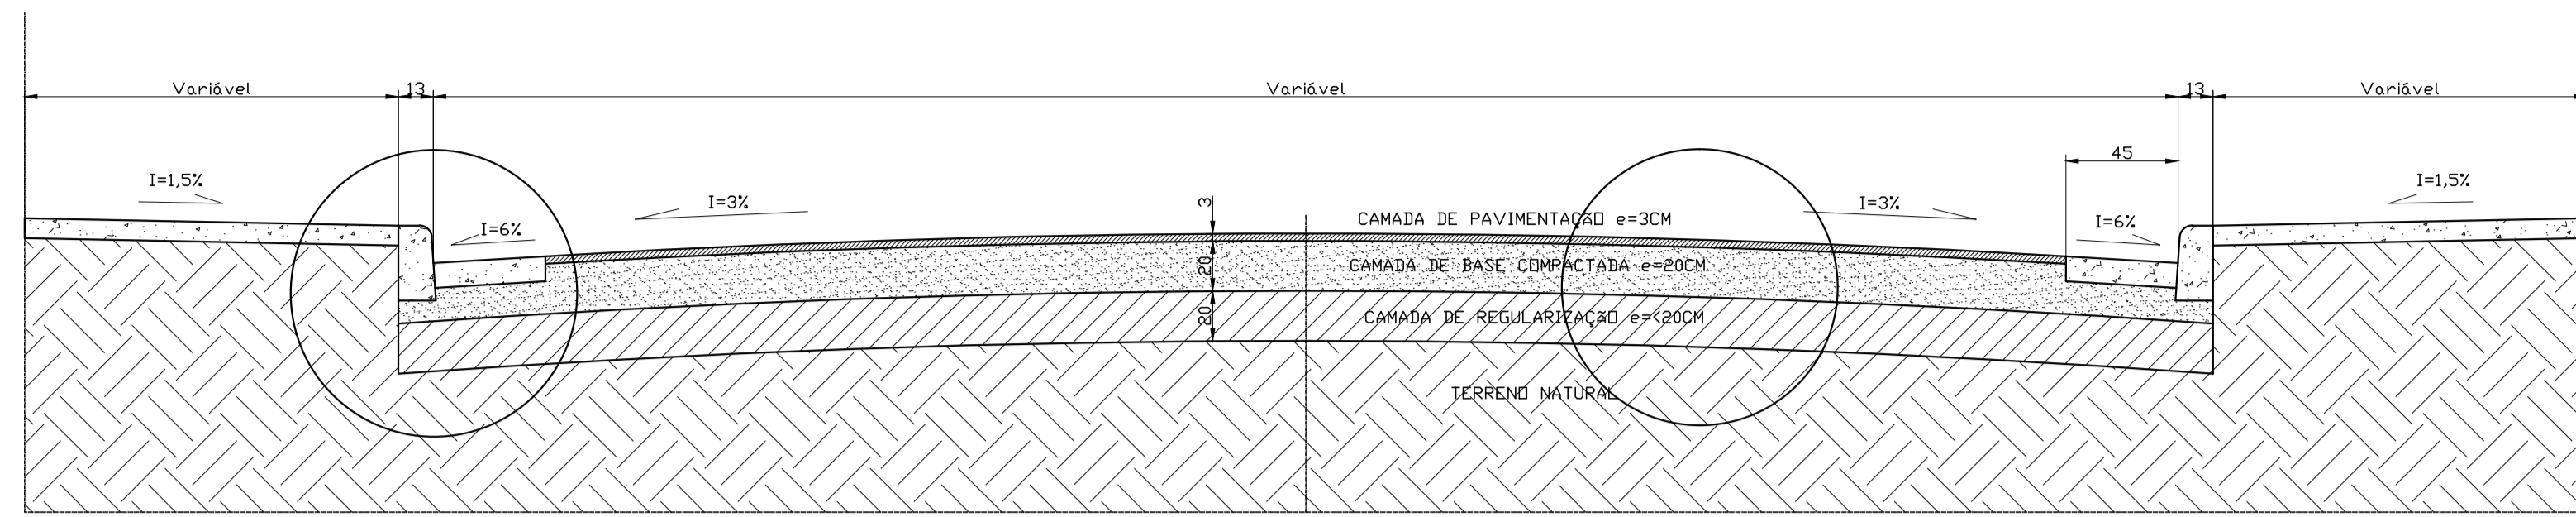 Variável
13
Variável
13
Variável
45
I=1,5%
I=1,5%
I=3%
3
I=3%
CAMADA DE PAVIMENTAÇÃO e=3CM
I=6%
I=6%
20
CAMADA DE BASE COMPACTADA e=20CM
20
CAMADA DE REGULARIZAÇÃO e=<20CM
TERRENO NATURAL